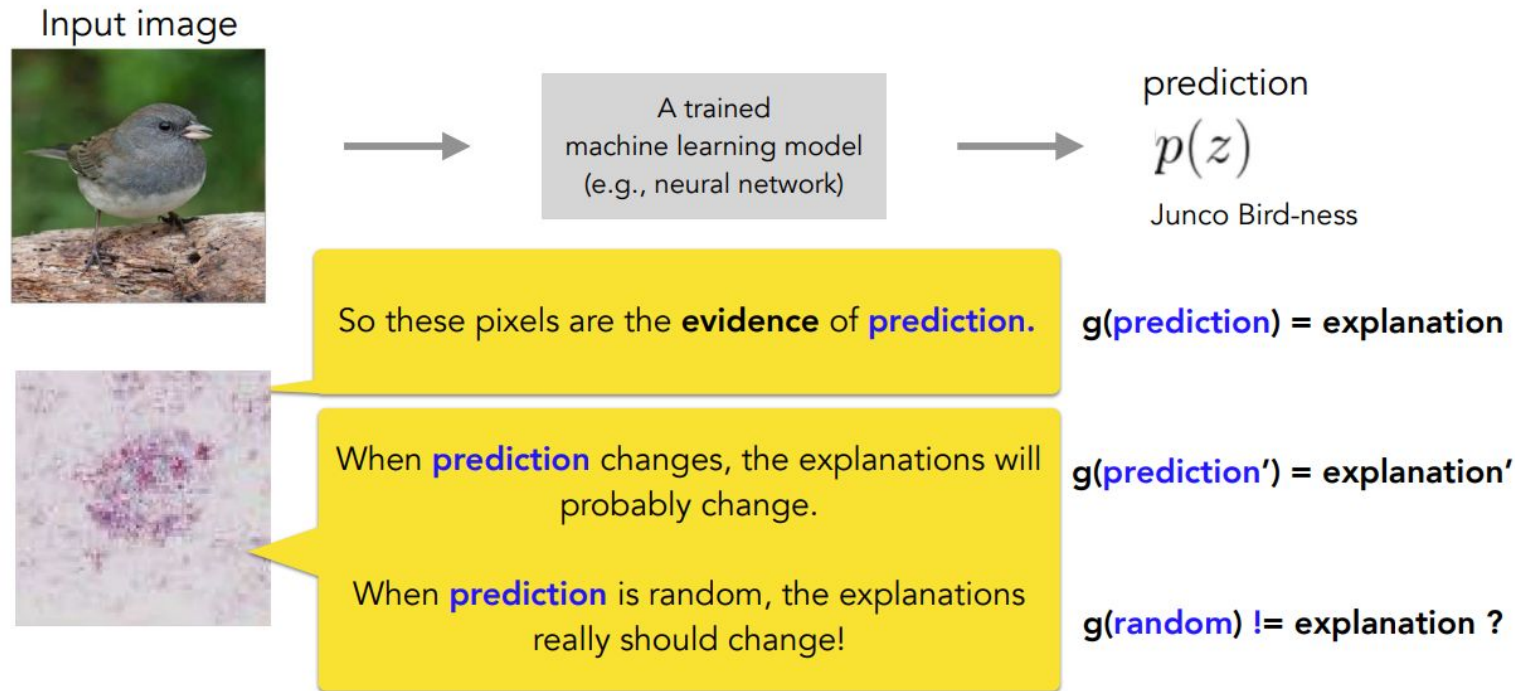 Input image
A trained
machine learning model
(e.g., neural network)
prediction
p(z)
Junco Bird-ness
So these pixels are the evidence of prediction.
g(prediction) = explanation
When prediction changes, the explanations will
probably change.
g(prediction’) = explanation’
When prediction is random, the explanations
really should change!
g(random) != explanation ?